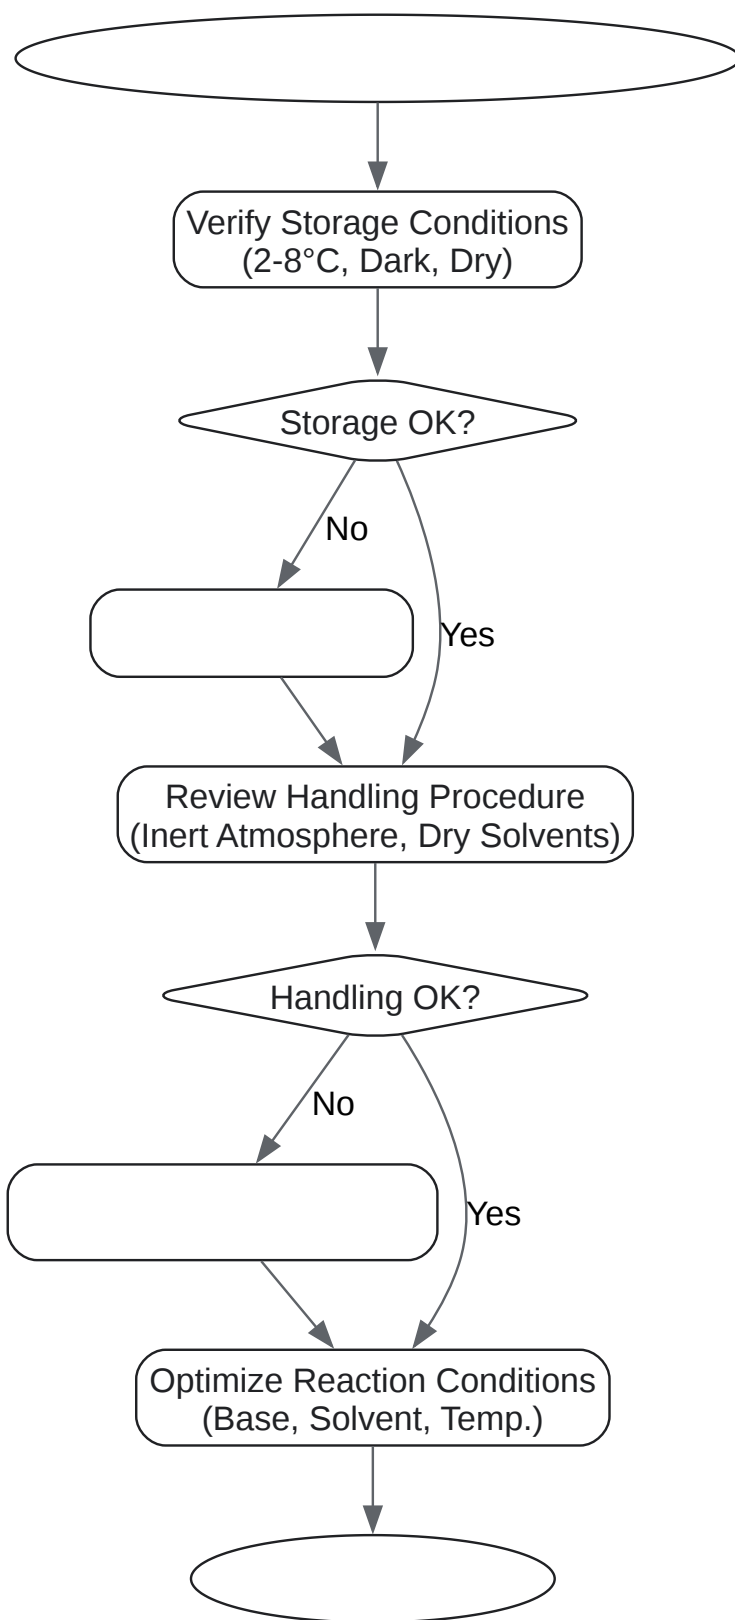 Verify Storage Conditions
(2-8°C, Dark, Dry)
Storage OK?
No
Yes
Review Handling Procedure
(Inert Atmosphere, Dry Solvents)
Handling OK?
No
Yes
Optimize Reaction Conditions
(Base, Solvent, Temp.)